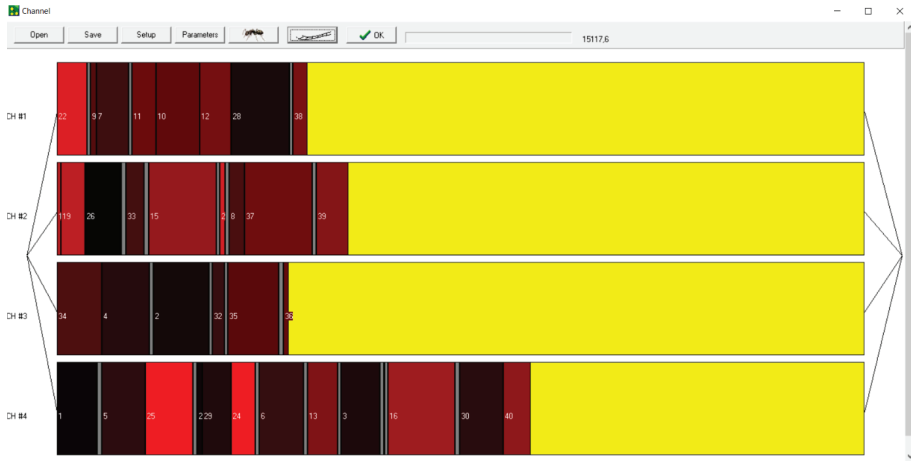 Channel
Open Save Setup Parameters OK 15117,6
CH #1 22 9 7 11 10 12 28 38
CH #2 119 26 33 15 2 8 37 39
CH #3 34 4 2 32 35 36
CH #4 1 5 25 2 29 24 6 13 3 16 30 40